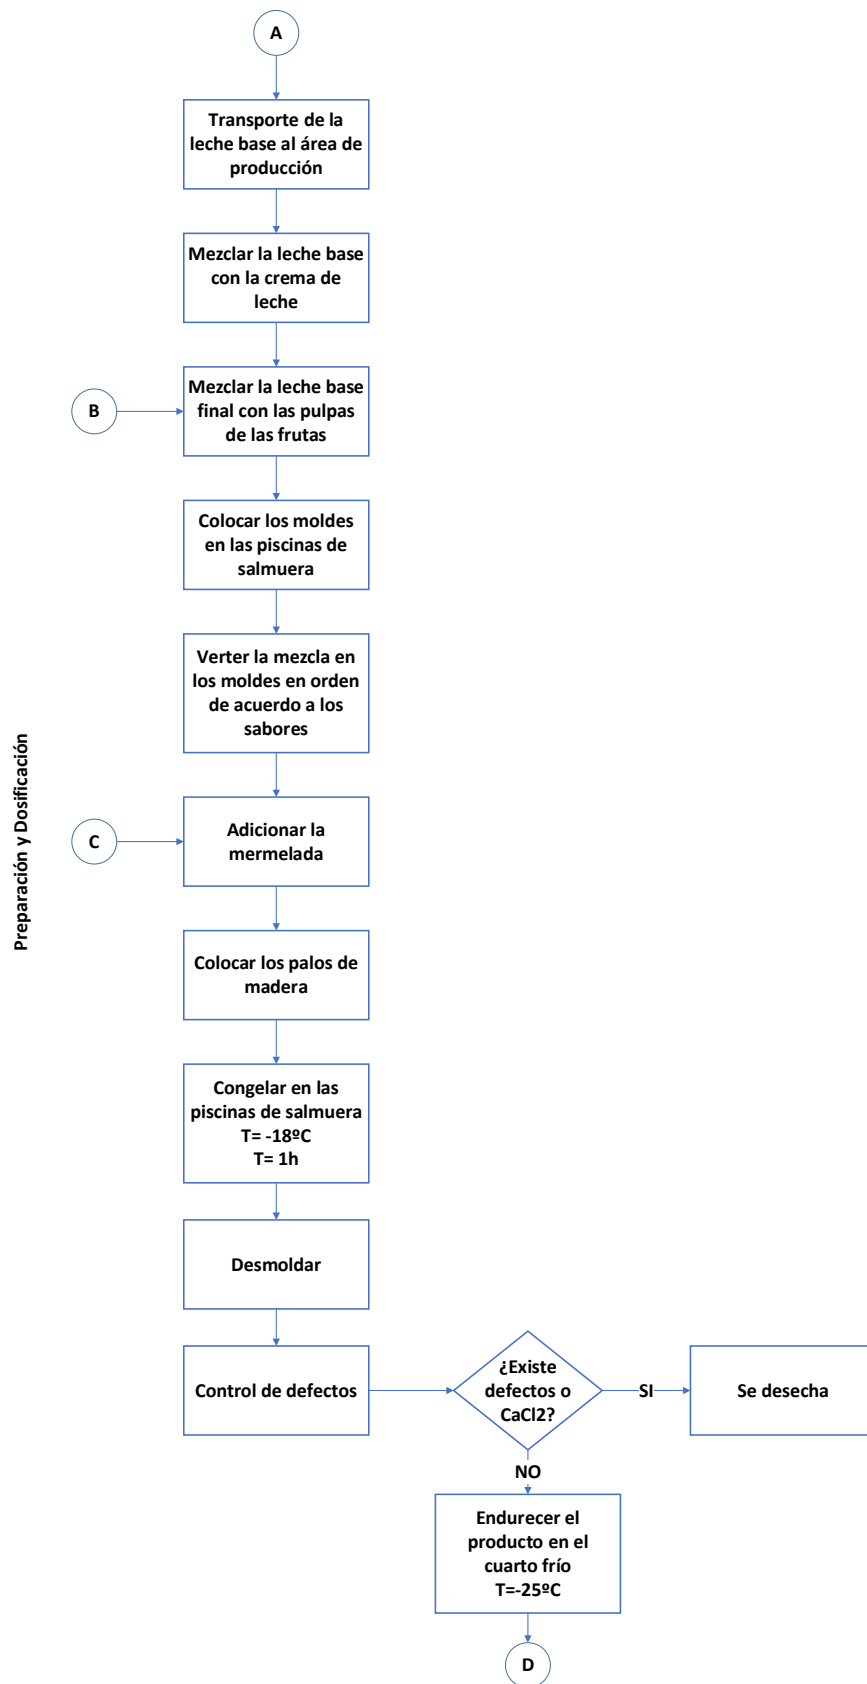 A
Transporte de la
leche base al área de
producción
Mezclar la leche base
con la crema de
leche
B
Mezclar la leche base
final con las pulpas
de las frutas
Colocar los moldes
en las piscinas de
salmuera
Verter la mezcla en
los moldes en orden
de acuerdo a los
sabores
Preparación y Dosificación
C
Adicionar la
mermelada
Colocar los palos de
madera
Congelar en las
piscinas de salmuera
T= -18ºC
T= 1h
Desmoldar
Control de defectos
¿Existe
defectos o
CaCl2?
SI
Se desecha
NO
Endurecer el
producto en el
cuarto frío
T=-25ºC
D